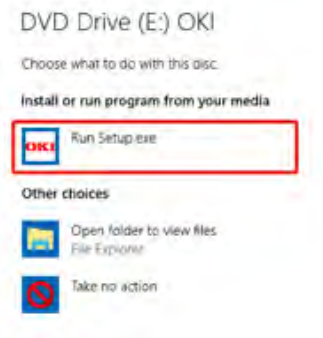 DVD Drive (E:) OKI
Choose what to do with this disc.
Install or run program from your media
OKI
Run Setup.exe
Other choices
Open folder to view files
File Explorer
Take no action